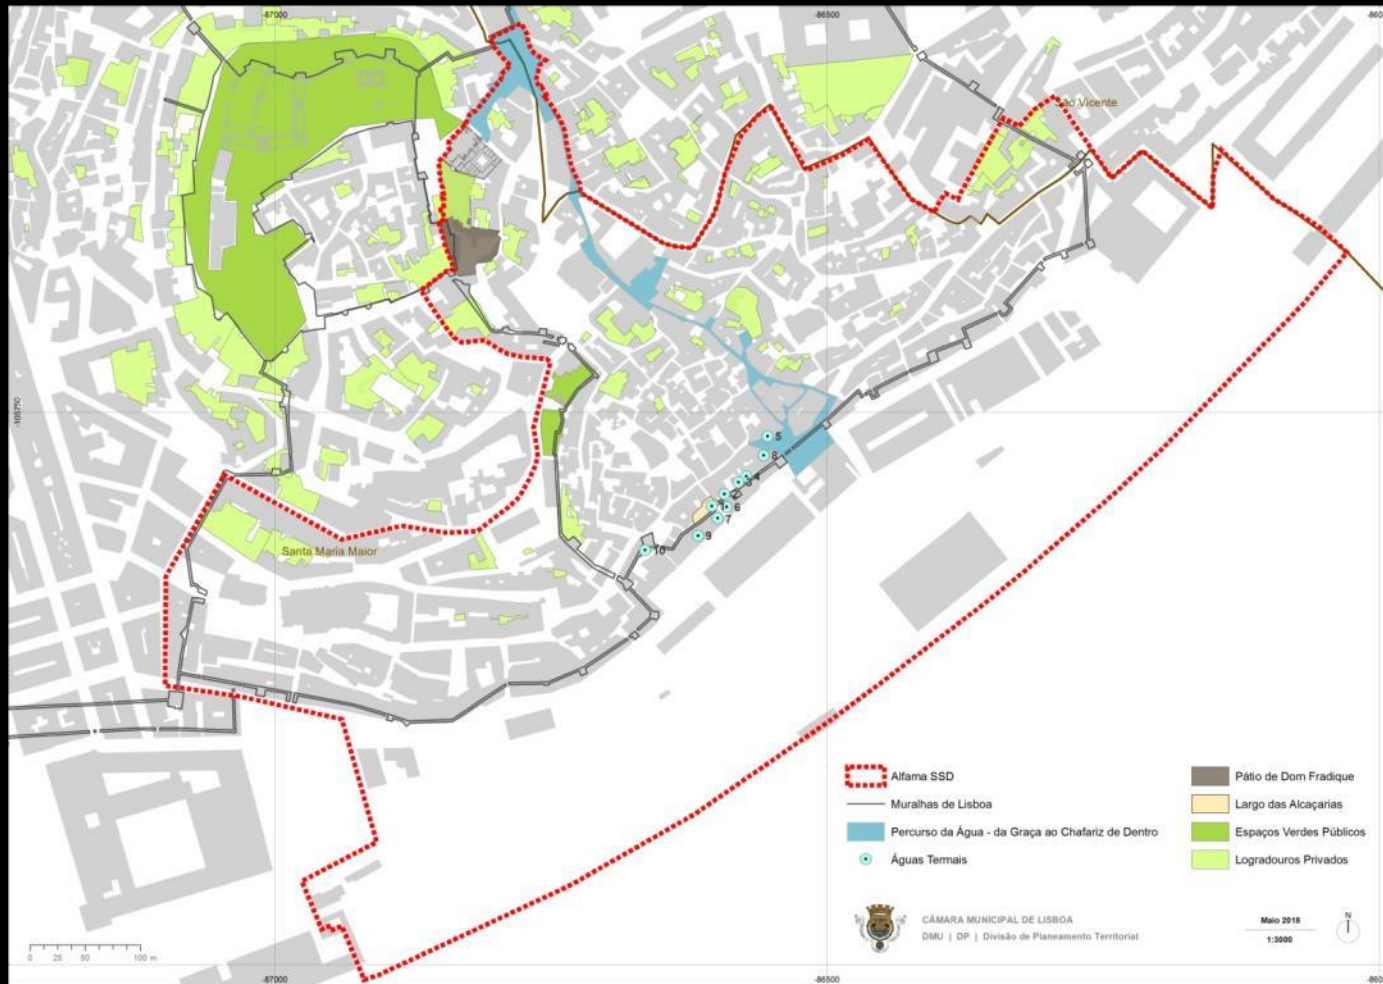 -87000
-86500
-860
São Vicente
-105750
5
8
4
3
2
1
6
7
9
10
Santa Maria Maior
Alfama SSD
Muralhas de Lisboa
Percurso da Água - da Graça ao Chafariz de Dentro
Águas Termais
Pátio de Dom Fradique
Largo das Alcaçarias
Espaços Verdes Públicos
Logradouros Privados
CÂMARA MUNICIPAL DE LISBOA
DMU | DP | Divisão de Planeamento Territorial
Maio 2018
1:3000
N
0 25 50 100 m
-87000
-86500
-860